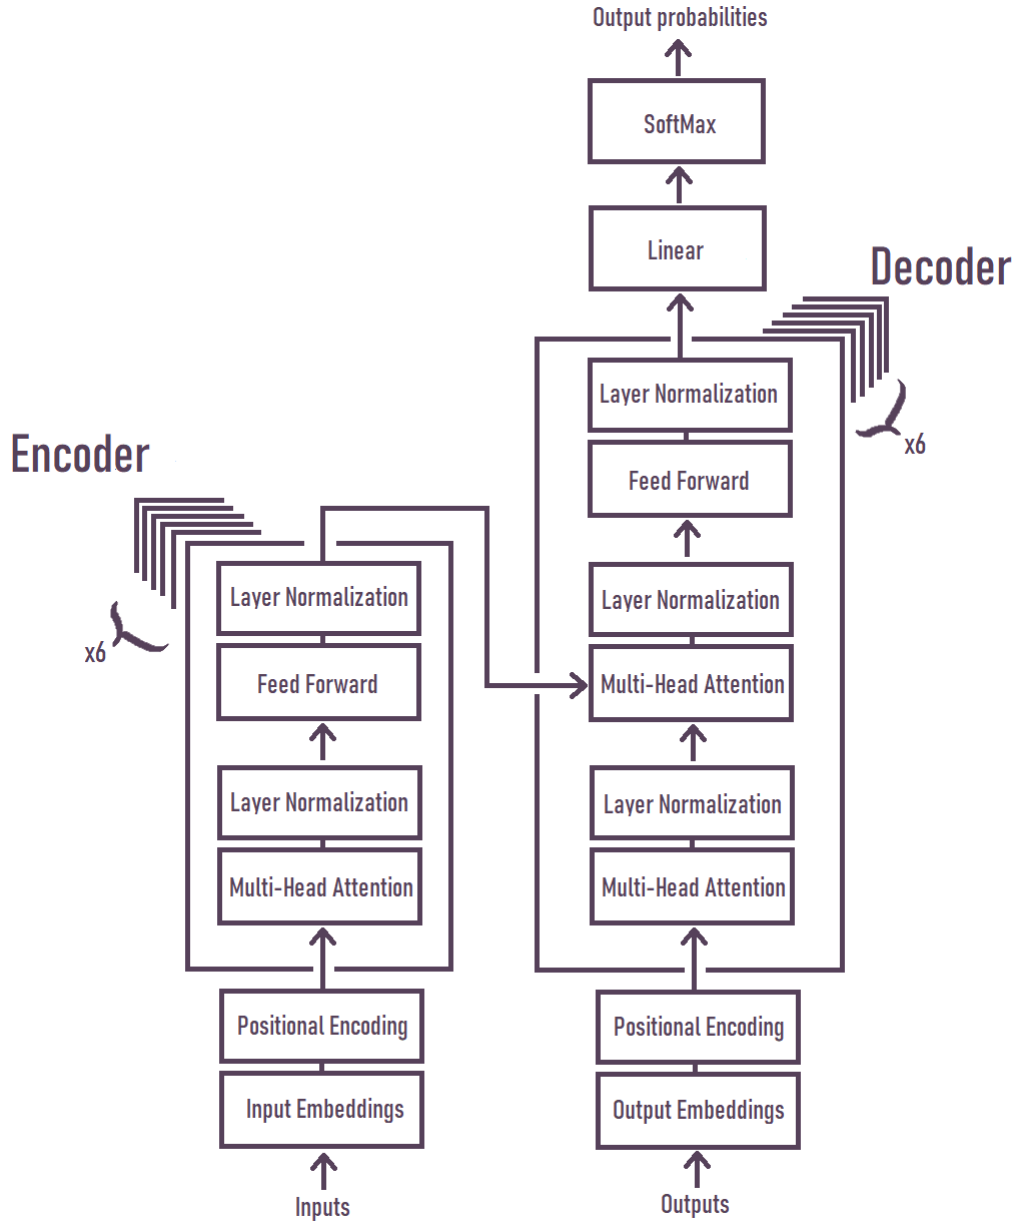 Output probabilities
SoftMax
Linear
Decoder
x6
Layer Normalization
Feed Forward
Layer Normalization
Multi-Head Attention
Layer Normalization
Multi-Head Attention
Positional Encoding
Output Embeddings
Outputs
Encoder
x6
Layer Normalization
Feed Forward
Layer Normalization
Multi-Head Attention
Positional Encoding
Input Embeddings
Inputs